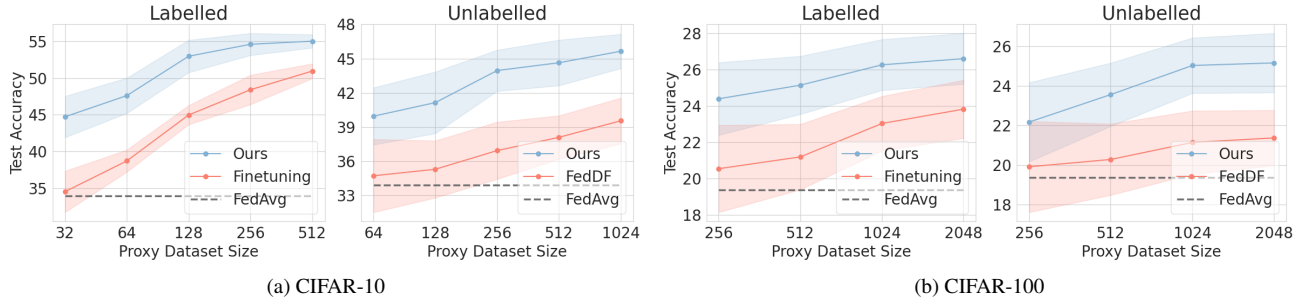 Labelled
Test Accuracy
55
50
45
40
35
Ours
Finetuning
FedAvg
32 64 128 256 512
Proxy Dataset Size
Unlabelled
48
45
42
39
36
33
Ours
FedDF
FedAvg
64 128 256 512 1024
Proxy Dataset Size
(a) CIFAR-10
Labelled
Test Accuracy
28
26
24
22
20
18
Ours
Finetuning
FedAvg
256 512 1024 2048
Proxy Dataset Size
Unlabelled
26
24
22
20
18
Ours
FedDF
FedAvg
256 512 1024 2048
Proxy Dataset Size
(b) CIFAR-100